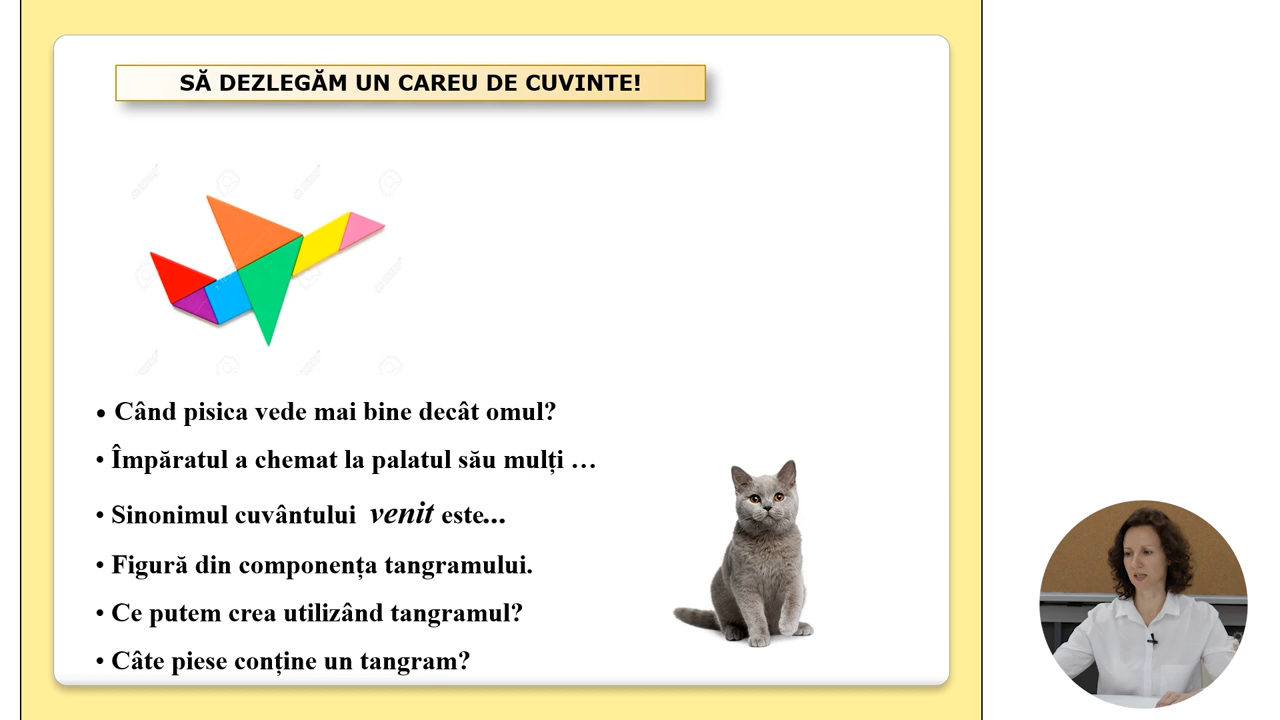 SĂ DEZLEGĂM UN CAREU DE CUVINTE!
• Când pisica vede mai bine decât omul?
• Împăratul a chemat la palatul său mulți …
• Sinonimul cuvântului venit este...
• Figură din componența tangramului.
• Ce putem crea utilizând tangramul?
• Câte piese conține un tangram?